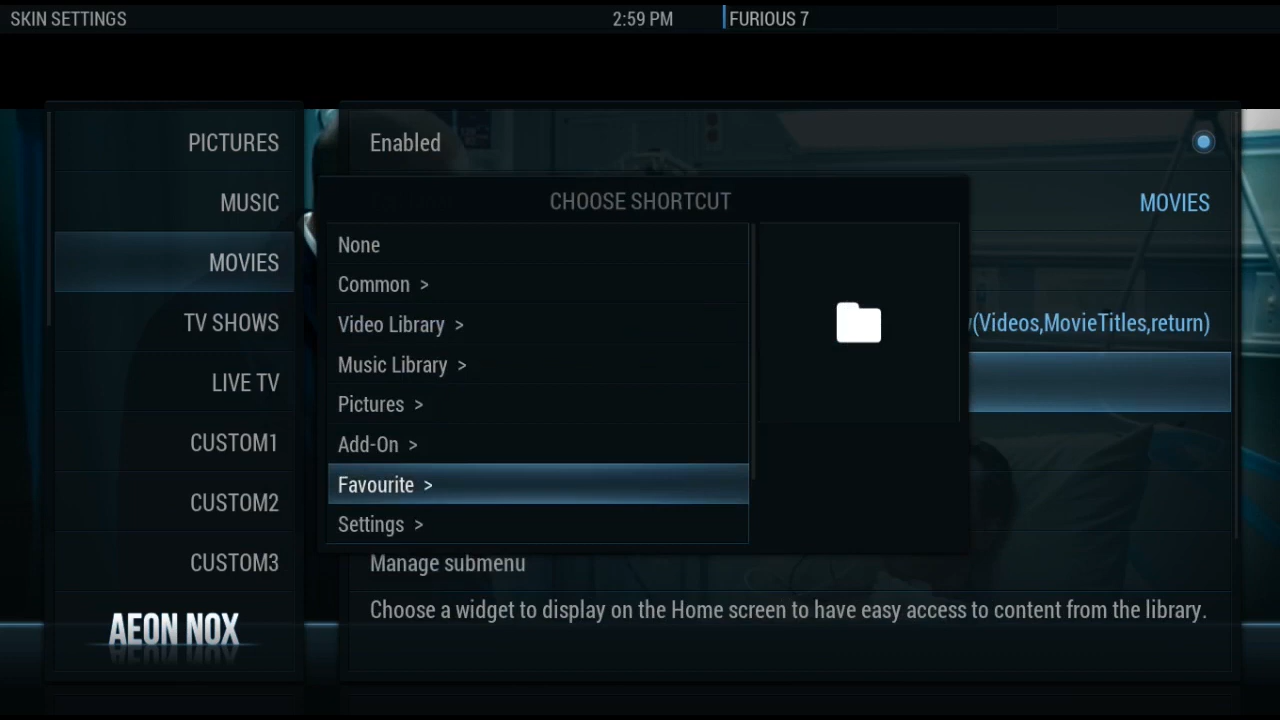 SKIN SETTINGS
2:59 PM
FURIOUS 7
PICTURES
MUSIC
MOVIES
TV SHOWS
LIVE TV
CUSTOM1
CUSTOM2
CUSTOM3
AEON NOX
Enabled
MOVIES
(Videos,MovieTitles,return)
CHOOSE SHORTCUT
None
Common >
Video Library >
Music Library >
Pictures >
Add-On >
Favourite >
Settings >
Manage submenu
Choose a widget to display on the Home screen to have easy access to content from the library.